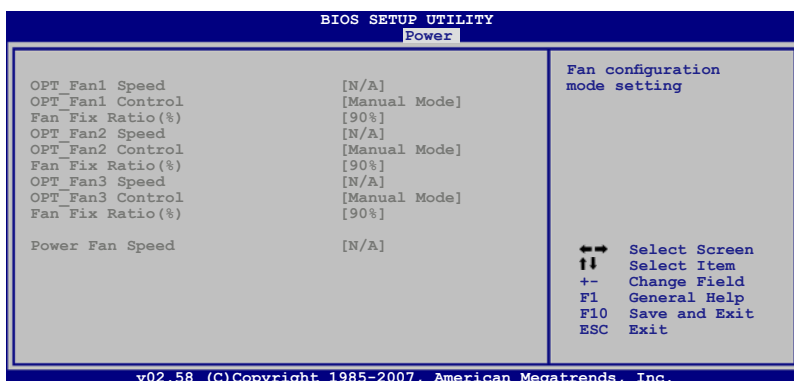 BIOS SETUP UTILITY
Power
OPT_Fan1 Speed [N/A]
OPT_Fan1 Control [Manual Mode]
Fan Fix Ratio(%) [90%]
OPT_Fan2 Speed [N/A]
OPT_Fan2 Control [Manual Mode]
Fan Fix Ratio(%) [90%]
OPT_Fan3 Speed [N/A]
OPT_Fan3 Control [Manual Mode]
Fan Fix Ratio(%) [90%]
Power Fan Speed [N/A]
Fan configuration
mode setting
←→ Select Screen
↑↓ Select Item
+- Change Field
F1 General Help
F10 Save and Exit
ESC Exit
v02.58 (C)Copyright 1985-2007, American Megatrends, Inc.